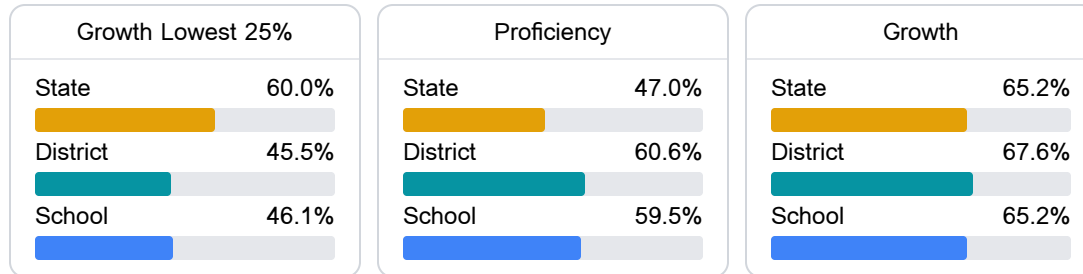 Growth Lowest 25%
State 60.0%
District 45.5%
School 46.1%
Proficiency
State 47.0%
District 60.6%
School 59.5%
Growth
State 65.2%
District 67.6%
School 65.2%